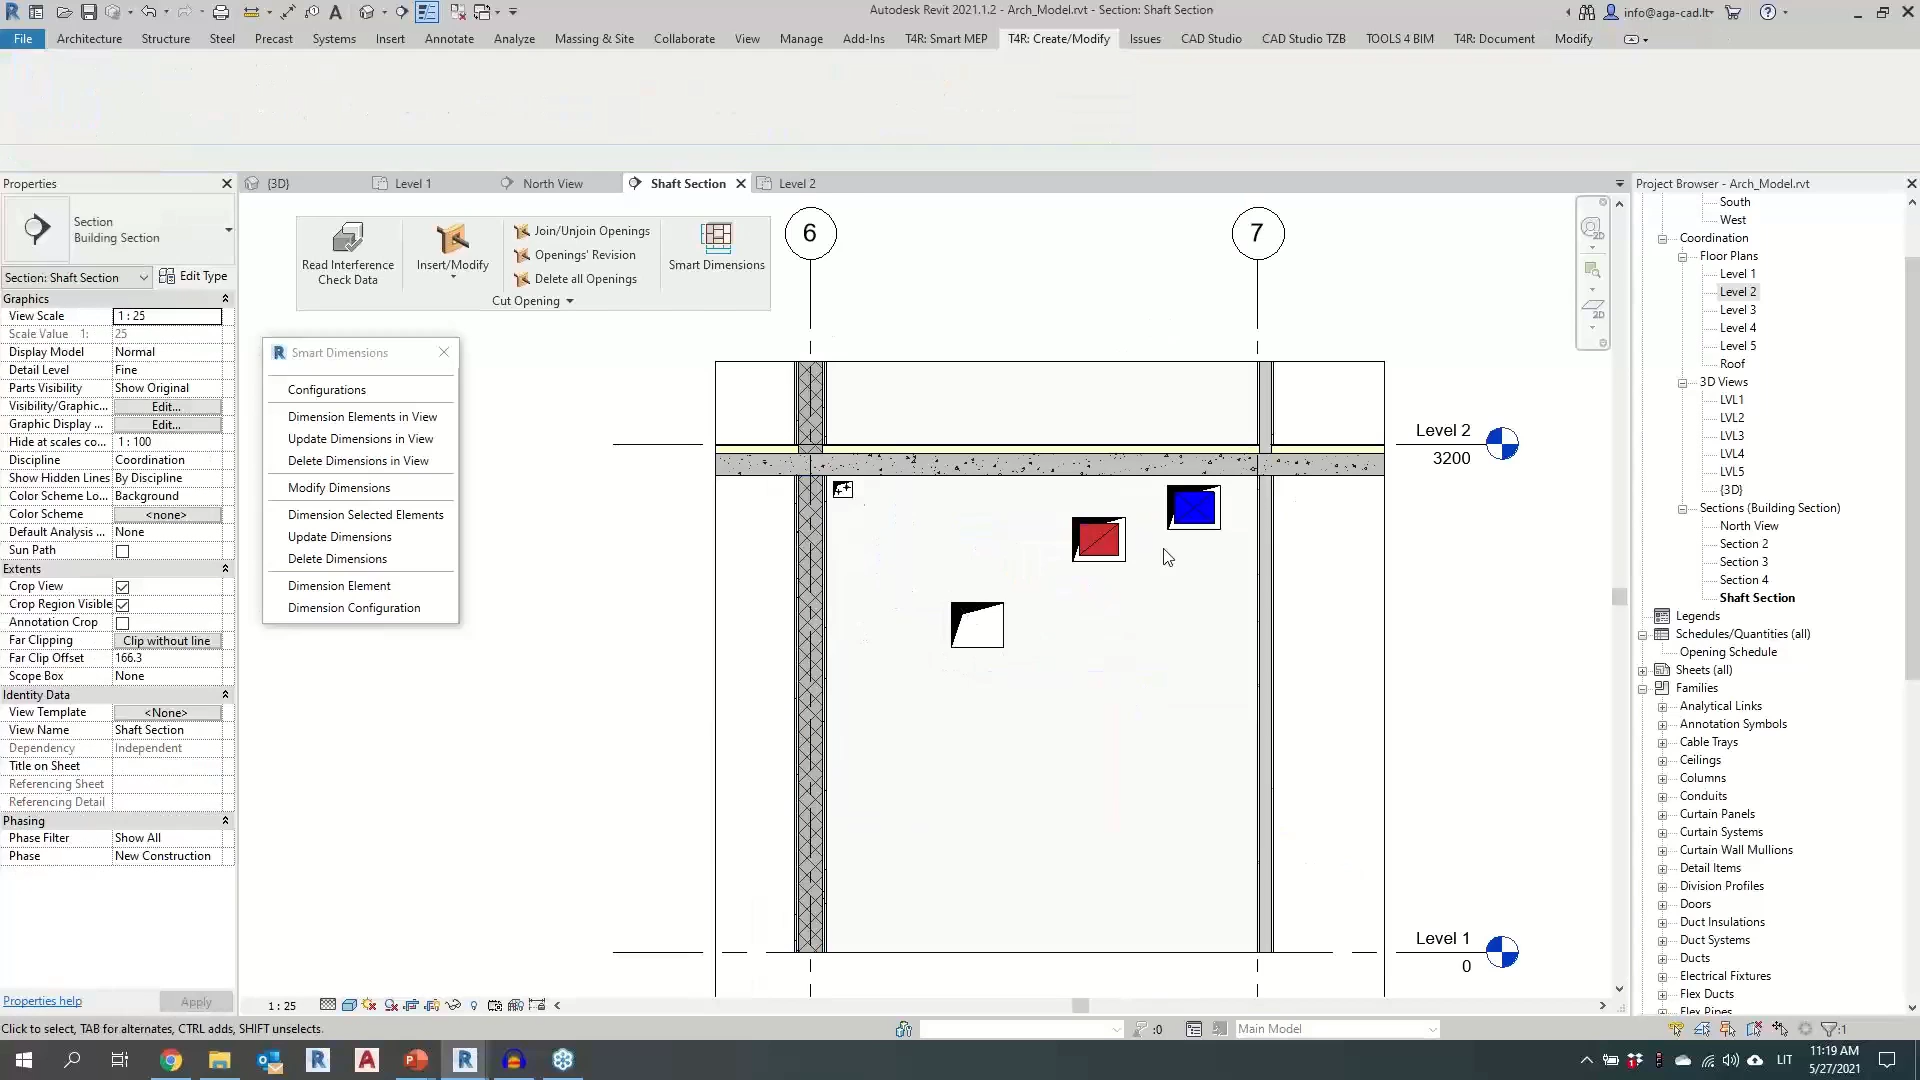 Autodesk Revit 2021.1.2 - Arch_Model.rvt - Section: Shaft Section
info@aga-cad.lt
File Architecture Structure Steel Precast Systems Insert Annotate Analyze Massing & Site Collaborate View Manage Add-Ins T4R: Smart MEP T4R: Create/Modify Issues CAD Studio CAD Studio TZB TOOLS 4 BIM T4R: Document Modify
Properties
{3D} Level 1 North View Shaft Section Level 2
Project Browser - Arch_Model.rvt
Section
Building Section
Section: Shaft Section
Edit Type
Graphics
View Scale 1 : 25
Scale Value 1: 25
Display Model Normal
Detail Level Fine
Parts Visibility Show Original
Visibility/Graphic... Edit...
Graphic Display ... Edit...
Hide at scales co... 1 : 100
Discipline Coordination
Show Hidden Lines By Discipline
Color Scheme Lo... Background
Color Scheme <none>
Default Analysis ... None
Sun Path
Extents
Crop View
Crop Region Visible
Annotation Crop
Far Clipping Clip without line
Far Clip Offset 166.3
Scope Box None
Identity Data
View Template <None>
View Name Shaft Section
Dependency Independent
Title on Sheet
Referencing Sheet
Referencing Detail
Phasing
Phase Filter Show All
Phase New Construction
Properties help
Apply
Read Interference
Check Data
Insert/Modify
Join/Unjoin Openings
Openings' Revision
Delete all Openings
Smart Dimensions
Cut Opening
Smart Dimensions
Configurations
Dimension Elements in View
Update Dimensions in View
Delete Dimensions in View
Modify Dimensions
Dimension Selected Elements
Update Dimensions
Delete Dimensions
Dimension Element
Dimension Configuration
6
7
Level 2
3200
Level 1
0
2D
2D
South
West
Coordination
Floor Plans
Level 1
Level 2
Level 3
Level 4
Level 5
Roof
3D Views
LVL1
LVL2
LVL3
LVL4
LVL5
{3D}
Sections (Building Section)
North View
Section 2
Section 3
Section 4
Shaft Section
Legends
Schedules/Quantities (all)
Opening Schedule
Sheets (all)
Families
Analytical Links
Annotation Symbols
Cable Trays
Ceilings
Columns
Conduits
Curtain Panels
Curtain Systems
Curtain Wall Mullions
Detail Items
Division Profiles
Doors
Duct Insulations
Duct Systems
Ducts
Electrical Fixtures
Flex Ducts
Flex Pipes
1 : 25
Click to select, TAB for alternates, CTRL adds, SHIFT unselects.
:0
Main Model
:1
LIT
11:19 AM
5/27/2021